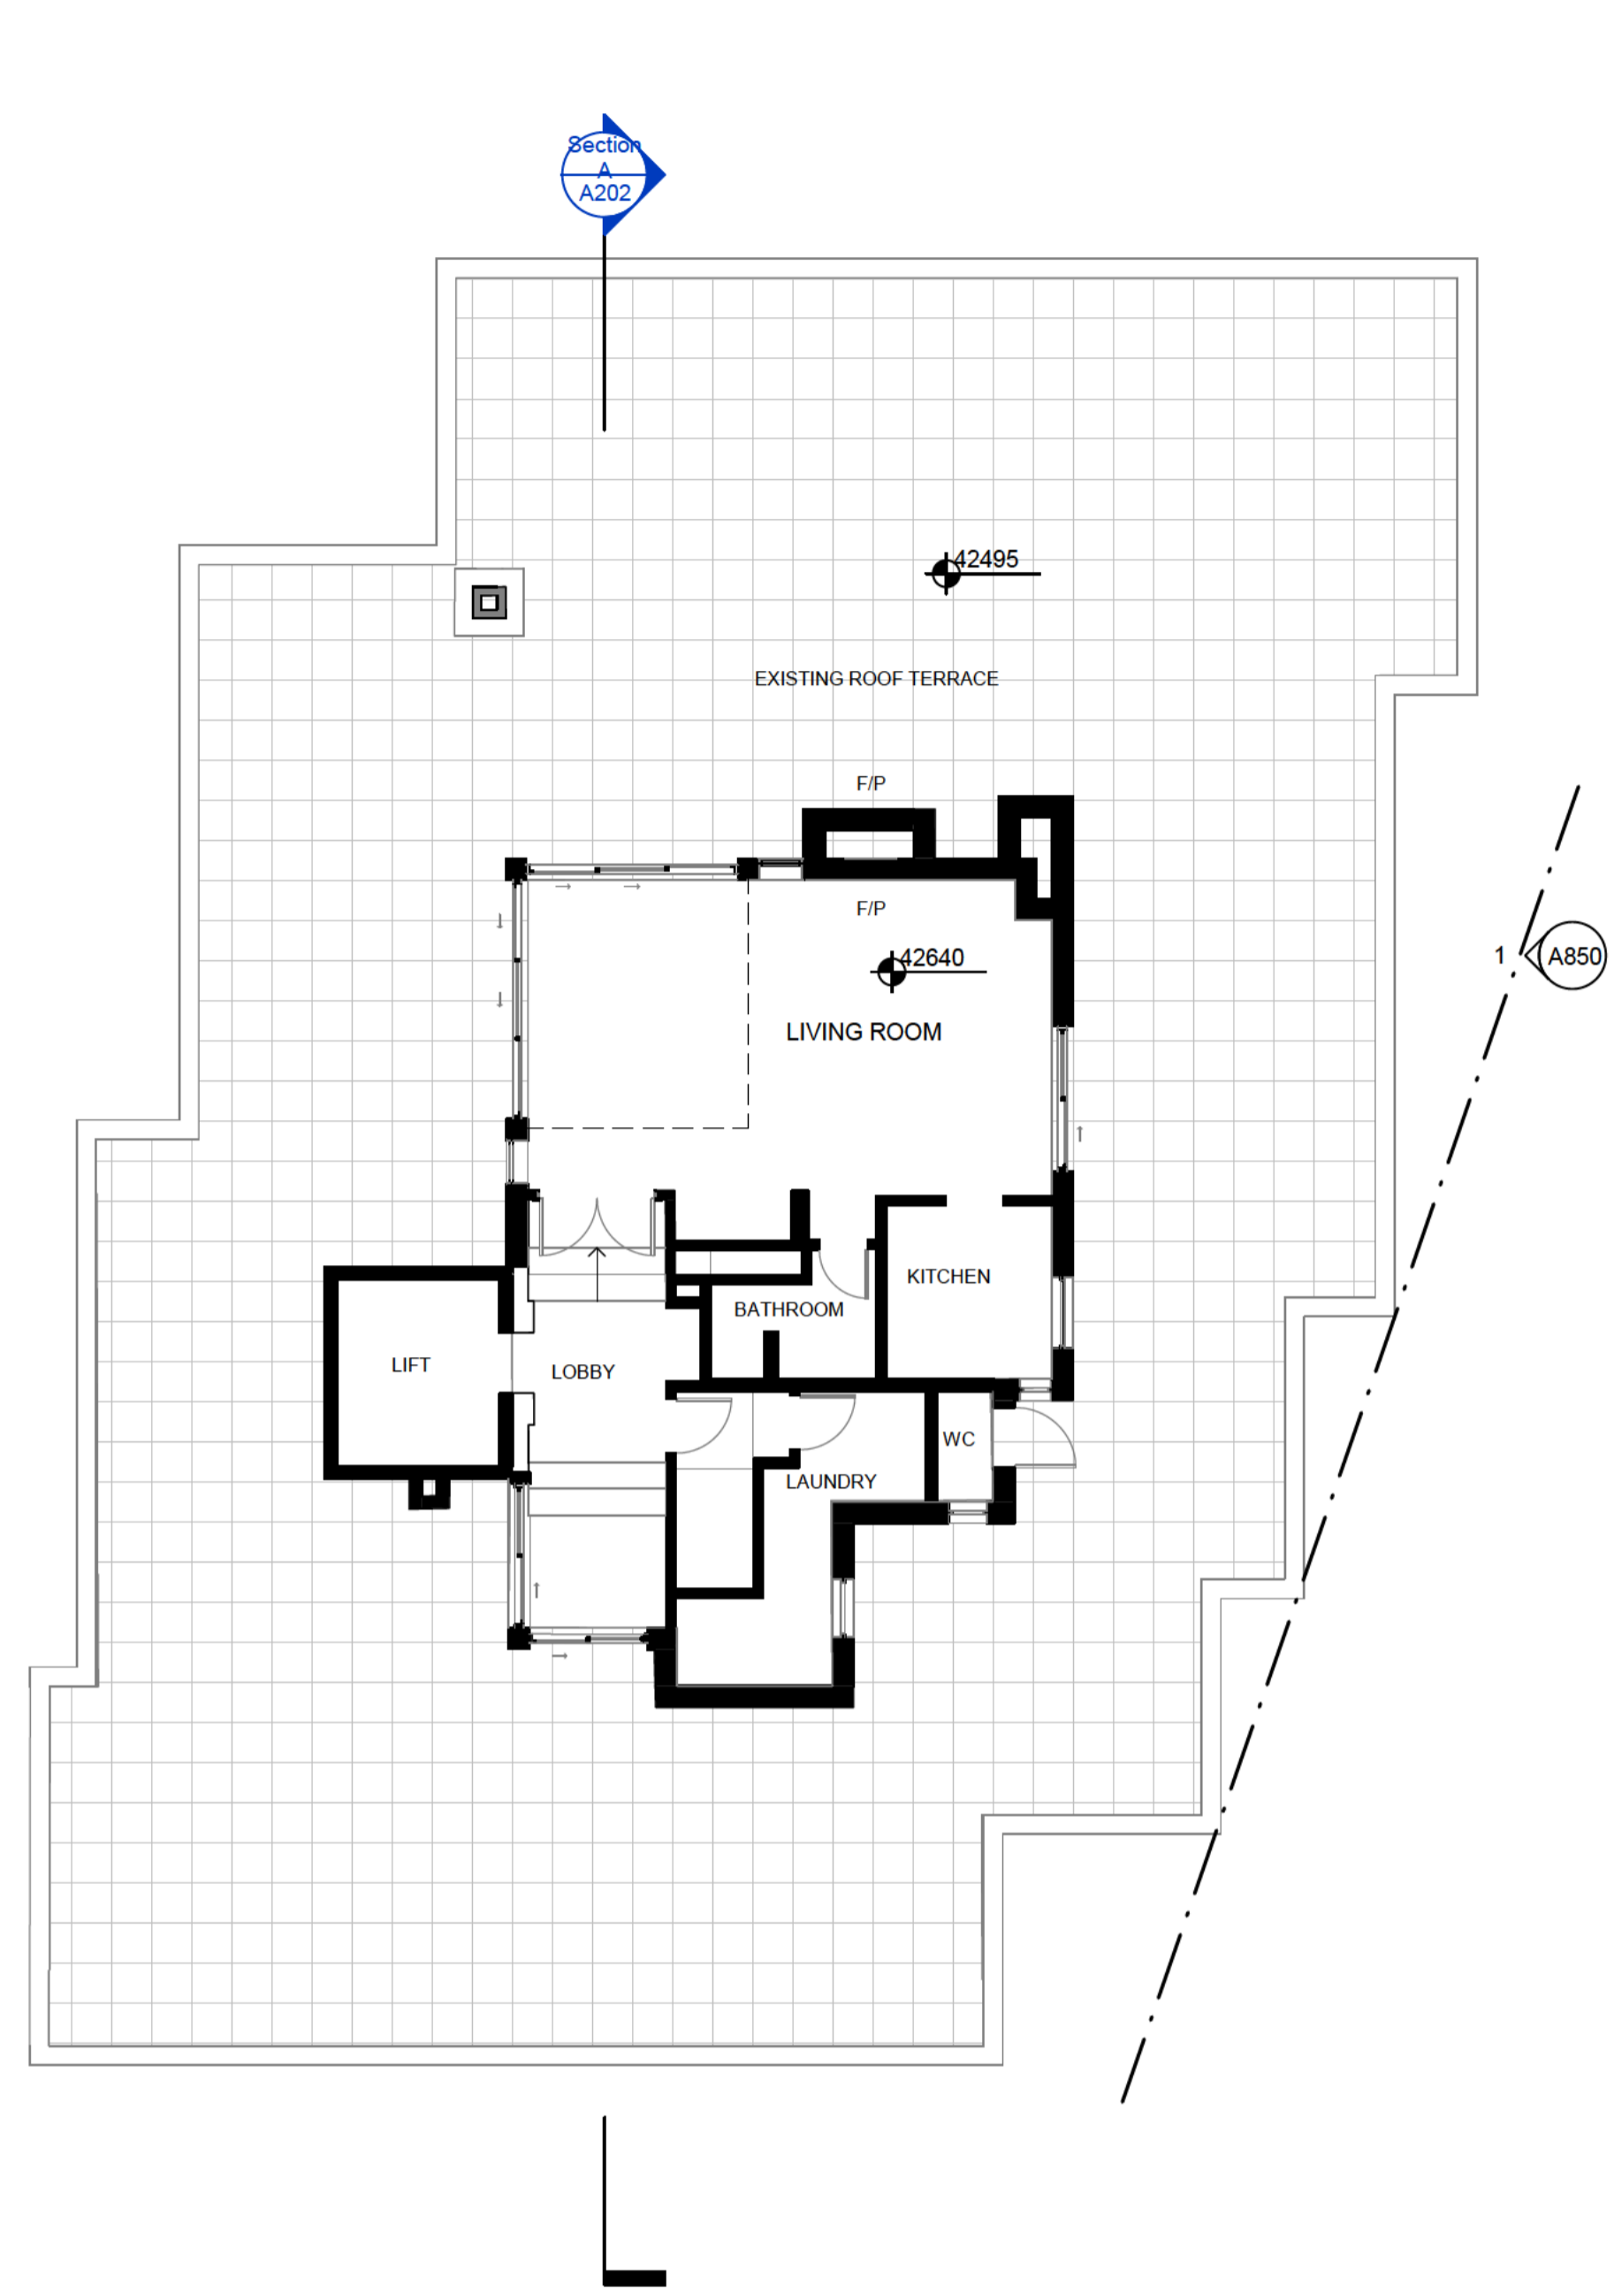 Section
A
A202
42495
EXISTING ROOF TERRACE
F/P
F/P
42640
1
A850
LIVING ROOM
KITCHEN
BATHROOM
LIFT
LOBBY
WC
LAUNDRY